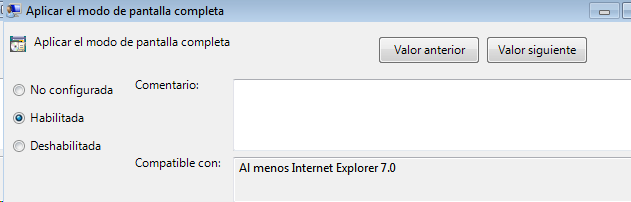 Aplicar el modo de pantalla completa
Aplicar el modo de pantalla completa
Valor anterior
Valor siguiente
No configurada
Comentario:
Habilitada
Deshabilitada
Compatible con:
Al menos Internet Explorer 7.0